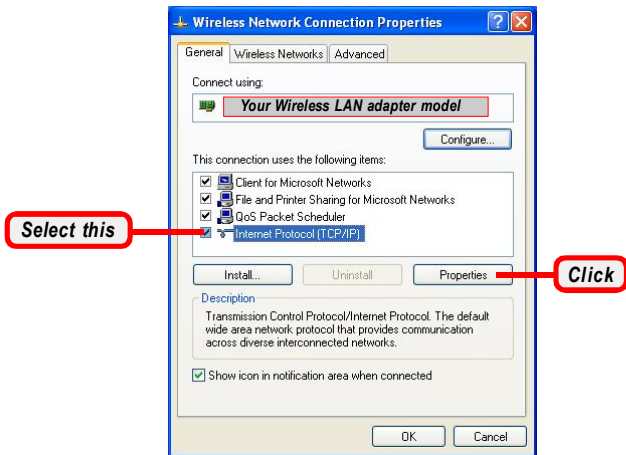 Wireless Network Connection Properties
General Wireless Networks Advanced
Connect using:
Your Wireless LAN adapter model
Configure...
This connection uses the following items:
Client for Microsoft Networks
File and Printer Sharing for Microsoft Networks
QoS Packet Scheduler
Select this
Internet Protocol (TCP/IP)
Install... Uninstall Properties
Click
Description
Transmission Control Protocol/Internet Protocol. The default
wide area network protocol that provides communication
across diverse interconnected networks.
Show icon in notification area when connected
OK Cancel